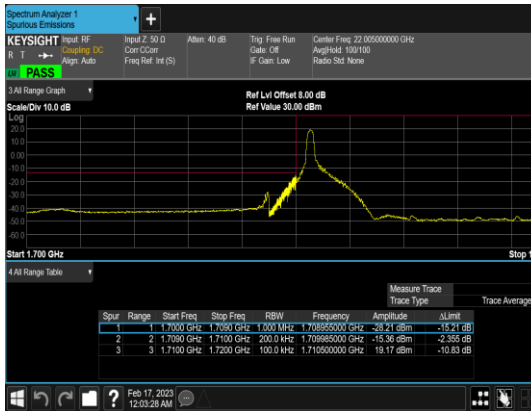 Spectrum Analyzer 1
Spurious Emissions
KEYSIGHT Input: RF Input Z: 50 Ω Atten: 40 dB Trig: Free Run Center Freq: 22.005000000 GHz
R T Coupling: DC Corr CCorr Gate: Off Avg|Hold: 100/100
Align: Auto Freq Ref: Int (S) IF Gain: Low Radio Std: None
PASS
3 All Range Graph
Ref Lvl Offset 8.00 dB
Scale/Div 10.0 dB Ref Value 30.00 dBm
Log
20.0
10.0
0.00
-10.0
-20.0
-30.0
-40.0
-50.0
-60.0
Start 1.700 GHz Stop 1
4 All Range Table
Measure Trace
Trace Type Trace Average
Spur Range Start Freq Stop Freq RBW Frequency Amplitude ΔLimit
1 1 1.7000 GHz 1.7090 GHz 1.000 MHz 1.708955000 GHz -28.21 dBm -15.21 dB
2 2 1.7090 GHz 1.7100 GHz 200.0 kHz 1.709985000 GHz -15.36 dBm -2.355 dB
3 3 1.7100 GHz 1.7200 GHz 100.0 kHz 1.710500000 GHz 19.17 dBm -10.83 dB
? Feb 17, 2023
12:03:28 AM